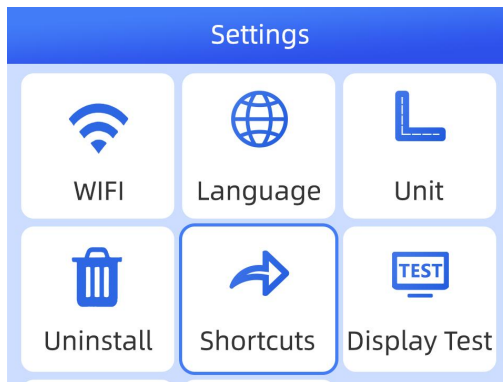 Settings
WIFI
Language
Unit
TEST
Uninstall
Shortcuts
Display Test